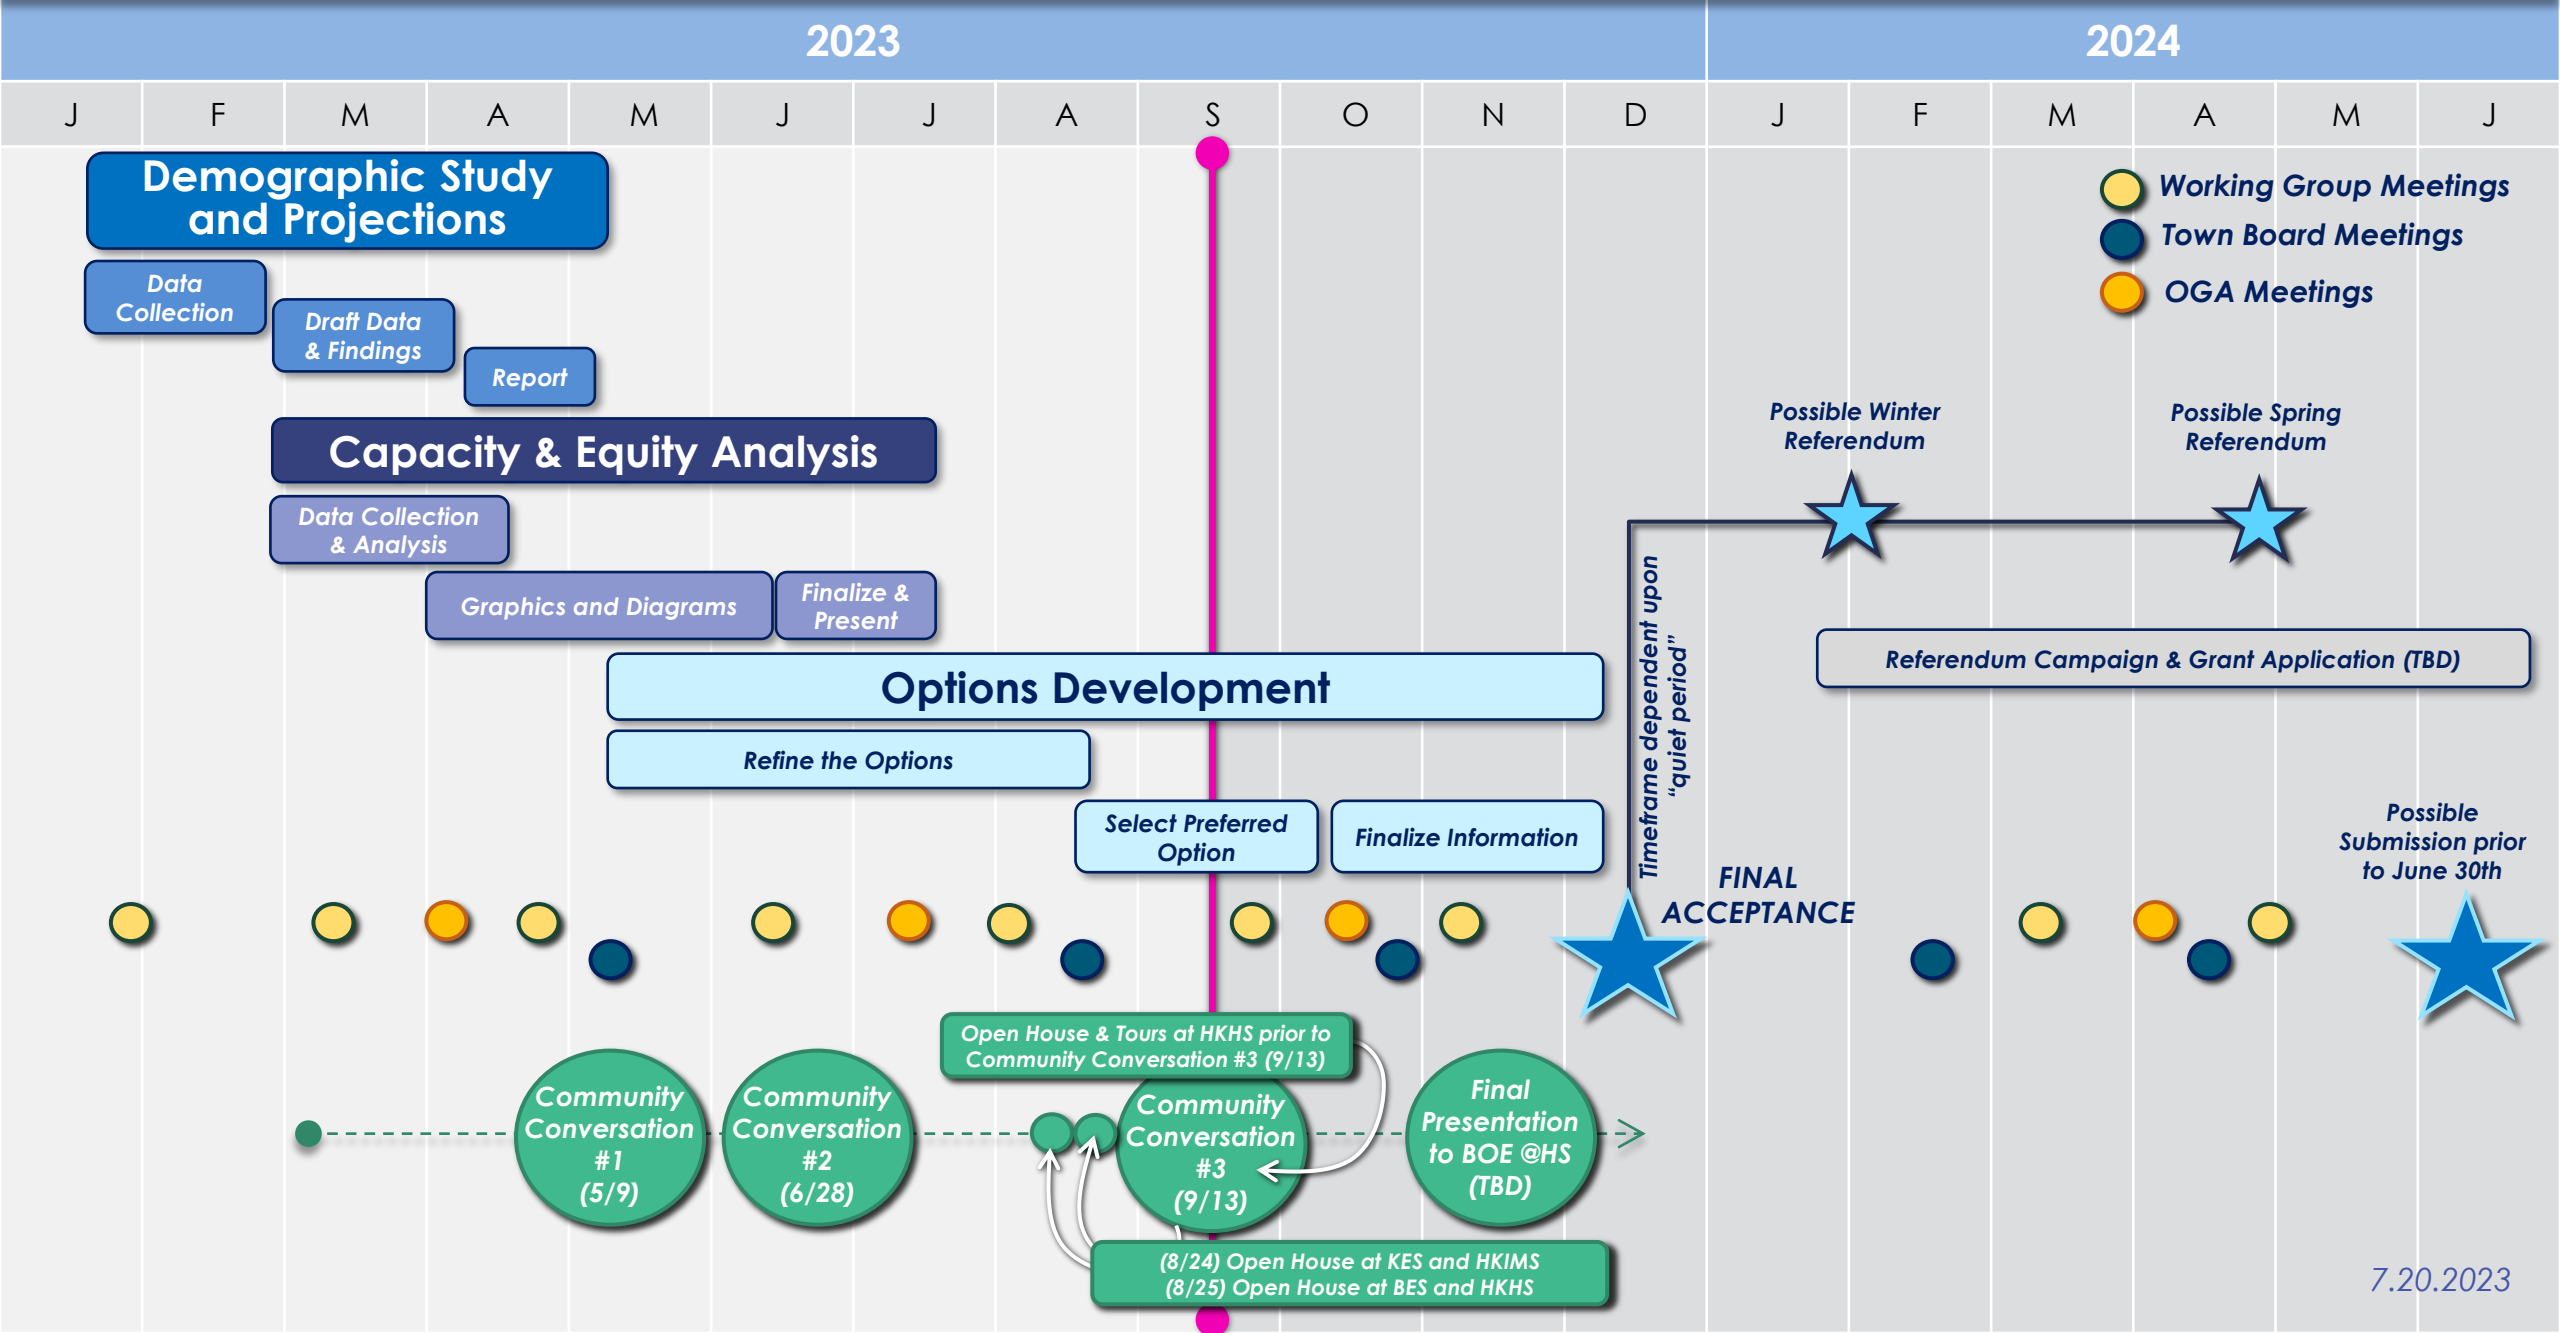 2023
2024
J
F
M
A
M
J
J
A
S
O
N
D
J
F
M
A
M
J
Demographic Study
and Projections
Working Group Meetings
Town Board Meetings
OGA Meetings
Data
Collection
Draft Data
& Findings
Report
Possible Winter
Referendum
Possible Spring
Referendum
Capacity & Equity Analysis
Data Collection
& Analysis
Graphics and Diagrams
Finalize &
Present
Timeframe dependent upon
“quiet period”
Referendum Campaign & Grant Application (TBD)
Options Development
Refine the Options
Select Preferred
Option
Finalize Information
FINAL
ACCEPTANCE
Possible
Submission prior
to June 30th
Open House & Tours at HKHS prior to
Community Conversation #3 (9/13)
Community
Conversation
#1
(5/9)
Community
Conversation
#2
(6/28)
Community
Conversation
#3
(9/13)
Final
Presentation
to BOE @HS
(TBD)
(8/24) Open House at KES and HKIMS
(8/25) Open House at BES and HKHS
7.20.2023